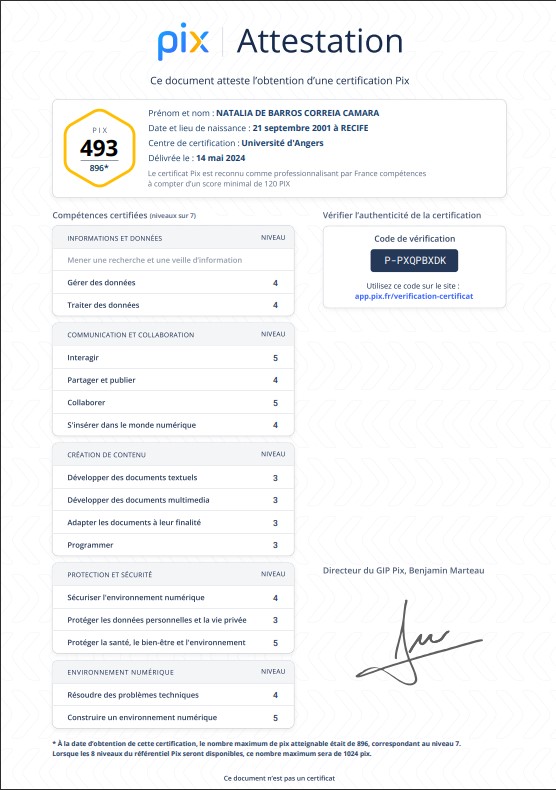 pix Attestation
Ce document atteste l'obtention d'une certification Pix
PIX
493
896*
Prénom et nom : NATALIA DE BARROS CORREIA CAMARA
Date et lieu de naissance : 21 septembre 2001 à RECIFE
Centre de certification : Université d'Angers
Délivrée le : 14 mai 2024
Le certificat Pix est reconnu comme professionnalisant par France compétences
à compter d'un score minimal de 120 PIX
Compétences certifiées (niveaux sur 7)
INFORMATIONS ET DONNÉES NIVEAU
Mener une recherche et une veille d'information
Gérer des données 4
Traiter des données 4
COMMUNICATION ET COLLABORATION NIVEAU
Interagir 5
Partager et publier 4
Collaborer 5
S'insérer dans le monde numérique 4
CRÉATION DE CONTENU NIVEAU
Développer des documents textuels 3
Développer des documents multimedia 3
Adapter les documents à leur finalité 3
Programmer 3
PROTECTION ET SÉCURITÉ NIVEAU
Sécuriser l'environnement numérique 4
Protéger les données personnelles et la vie privée 3
Protéger la santé, le bien-être et l'environnement 5
ENVIRONNEMENT NUMÉRIQUE NIVEAU
Résoudre des problèmes techniques 4
Construire un environnement numérique 5
Vérifier l'authenticité de la certification
Code de vérification
P-PXQPBXDK
Utilisez ce code sur le site :
app.pix.fr/verification-certificat
Directeur du GIP Pix, Benjamin Marteau
* À la date d'obtention de cette certification, le nombre maximum de pix atteignable était de 896, correspondant au niveau 7.
Lorsque les 8 niveaux du référentiel Pix seront disponibles, ce nombre maximum sera de 1024 pix.
Ce document n'est pas un certificat